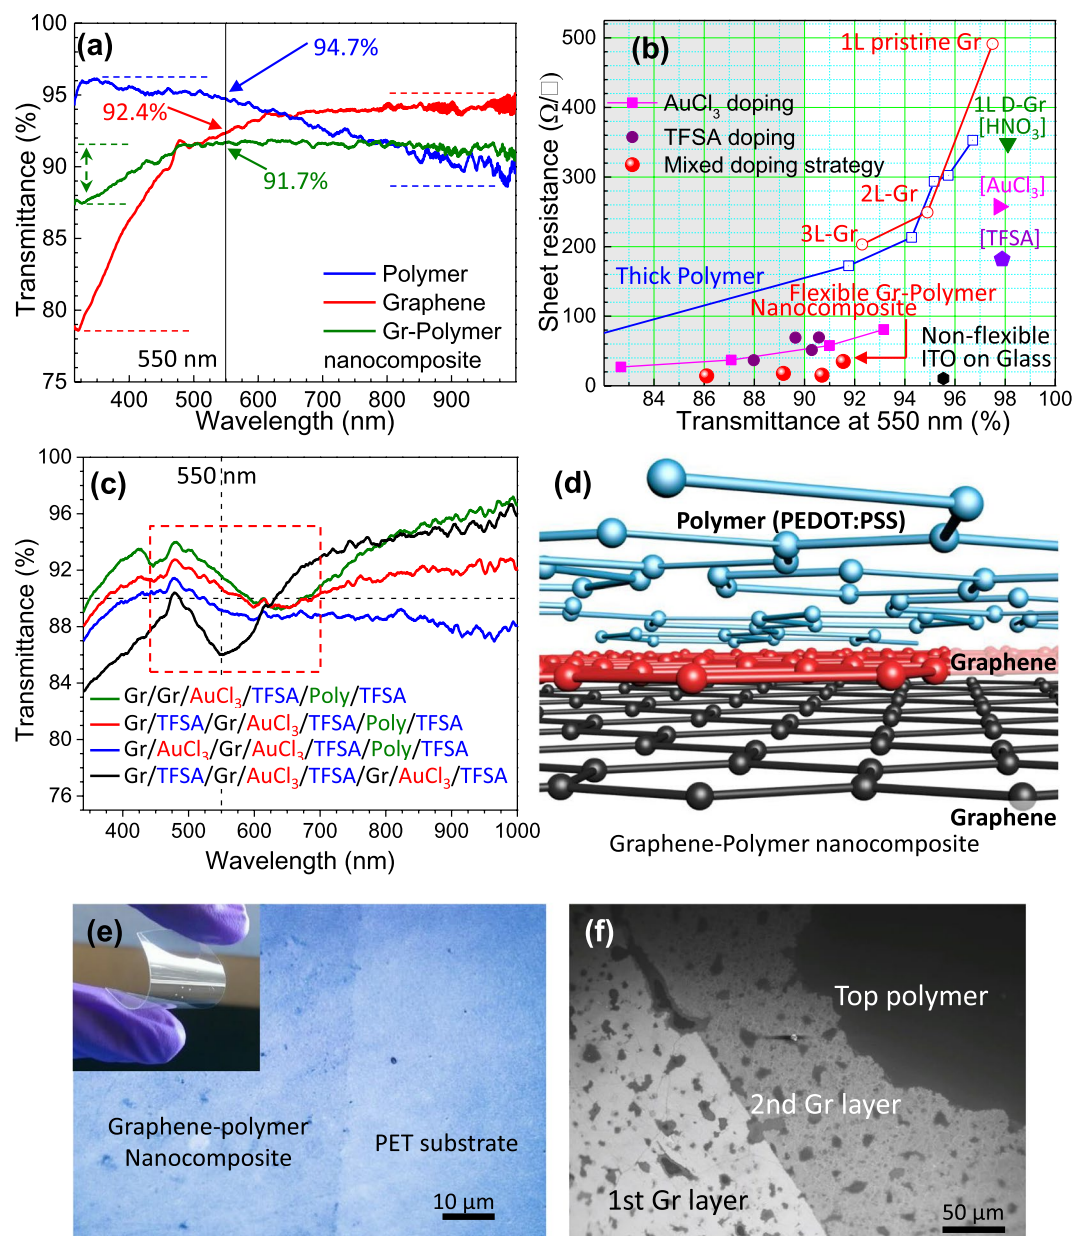 (a)
94.7%
92.4%
91.7%
Polymer
Graphene
Gr-Polymer
nanocomposite
550 nm
100
95
90
85
80
75
Transmittance (%)
400 500 600 700 800 900
Wavelength (nm)
(b)
1L pristine Gr
AuCl₃ doping
TFSA doping
Mixed doping strategy
1L D-Gr
[HNO₃]
2L-Gr
[AuCl₃]
3L-Gr
[TFSA]
Thick Polymer
Flexible Gr-Polymer
Nanocomposite
Non-flexible
ITO on Glass
500
400
300
200
100
0
Sheet resistance (Ω/□)
84 86 88 90 92 94 96 98 100
Transmittance at 550 nm (%)
(c)
550 nm
Gr/Gr/AuCl₃/TFSA/Poly/TFSA
Gr/TFSA/Gr/AuCl₃/TFSA/Poly/TFSA
Gr/AuCl₃/Gr/AuCl₃/TFSA/Poly/TFSA
Gr/TFSA/Gr/AuCl₃/TFSA/Gr/AuCl₃/TFSA
100
96
92
88
84
80
76
Transmittance (%)
400 500 600 700 800 900 1000
Wavelength (nm)
(d)
Polymer (PEDOT:PSS)
Graphene
Graphene
Graphene-Polymer nanocomposite
(e)
Graphene-polymer
Nanocomposite
PET substrate
10 μm
(f)
Top polymer
2nd Gr layer
1st Gr layer
50 μm